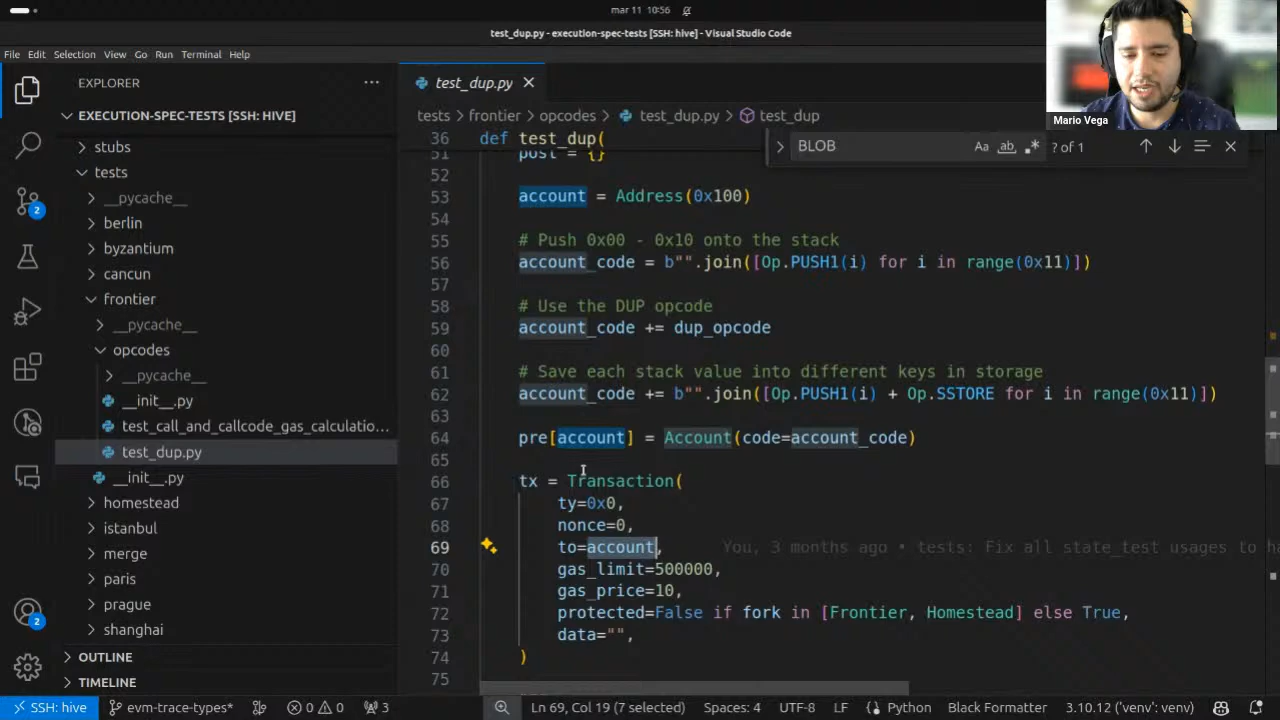 mar 11 10:56
test_dup.py - execution-spec-tests [SSH: hive] - Visual Studio Code
File Edit Selection View Go Run Terminal Help
EXPLORER
EXECUTION-SPEC-TESTS [SSH: HIVE]
stubs
tests
__pycache__
berlin
byzantium
cancun
frontier
__pycache__
opcodes
__pycache__
__init__.py
test_call_and_callcode_gas_calculatio...
test_dup.py
__init__.py
homestead
istanbul
merge
paris
prague
shanghai
OUTLINE
TIMELINE
2
2
test_dup.py
tests > frontier > opcodes > test_dup.py > test_dup
BLOB
Aa ab .*
? of 1
Mario Vega
36 def test_dup(
51 post = {}
52
53 account = Address(0x100)
54
55 # Push 0x00 - 0x10 onto the stack
56 account_code = b"".join([Op.PUSH1(i) for i in range(0x11)])
57
58 # Use the DUP opcode
59 account_code += dup_opcode
60
61 # Save each stack value into different keys in storage
62 account_code += b"".join([Op.PUSH1(i) + Op.SSTORE for i in range(0x11)])
63
64 pre[account] = Account(code=account_code)
65
66 tx = Transaction(
67 ty=0x0,
68 nonce=0,
69 to=account, You, 3 months ago • tests: Fix all state_test usages to ha
70 gas_limit=500000,
71 gas_price=10,
72 protected=False if fork in [Frontier, Homestead] else True,
73 data="",
74 )
75
SSH: hive evm-trace-types* 0 0 3 Ln 69, Col 19 (7 selected) Spaces: 4 UTF-8 LF Python Black Formatter 3.10.12 ('venv': venv)